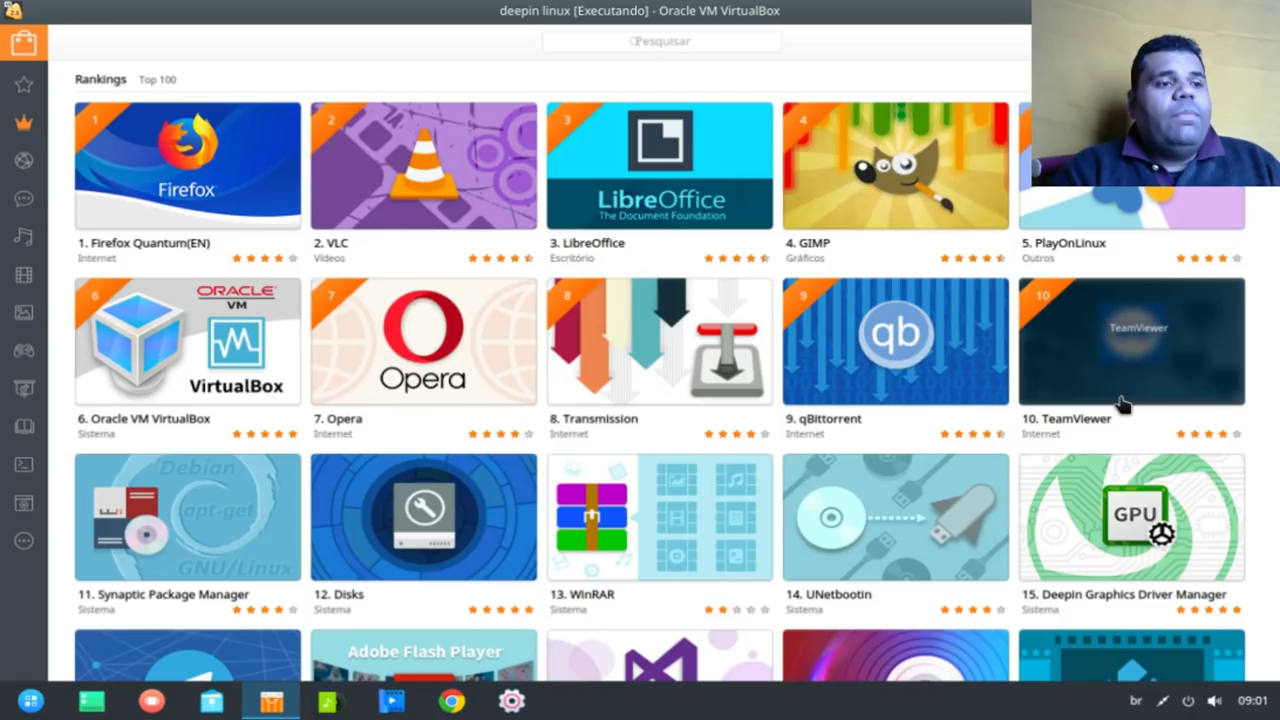 deepin linux [Executando] - Oracle VM VirtualBox
Pesquisar
Rankings Top 100
1
Firefox
2
3
LibreOffice
The Document Foundation
4
1. Firefox Quantum(EN)
Internet
2. VLC
Vídeos
3. LibreOffice
Escritório
4. GIMP
Gráficos
5. PlayOnLinux
Outros
6
ORACLE
VM
VirtualBox
7
Opera
8
9
qb
10
TeamViewer
6. Oracle VM VirtualBox
Sistema
7. Opera
Internet
8. Transmission
Internet
9. qBittorrent
Internet
10. TeamViewer
Internet
Debian
apt-get
GNU/Linux
GPU
11. Synaptic Package Manager
Sistema
12. Disks
Sistema
13. WinRAR
Sistema
14. UNetbootin
Sistema
15. Deepin Graphics Driver Manager
Sistema
Adobe Flash Player
br
09:01